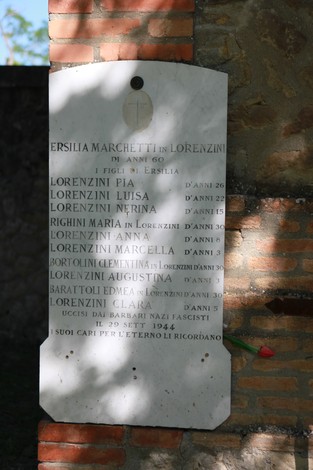 ERSILIA MARCHETTI IN LORENZINI
DI ANNI 60
I FIGLI DI ERSILIA
LORENZINI PIA D'ANNI 26
LORENZINI LUISA D'ANNI 22
LORENZINI NERINA D'ANNI 15
RIGHINI MARIA IN LORENZINI D'ANNI 30
LORENZINI ANNA D'ANNI 8
LORENZINI MARCELLA D'ANNI 3
BORTOLINI CLEMENTINA IN LORENZINI D'ANNI 30
LORENZINI AUGUSTINA D'ANNI
BARATTOLI EDMEA IN LORENZINI D'ANNI 30
LORENZINI CLARA D'ANNI 5
UCCISI DAI BARBARI NAZI FASCISTI
IL 29 SETT 1944
I SUOI CARI PER L'ETERNO LI RICORDANO